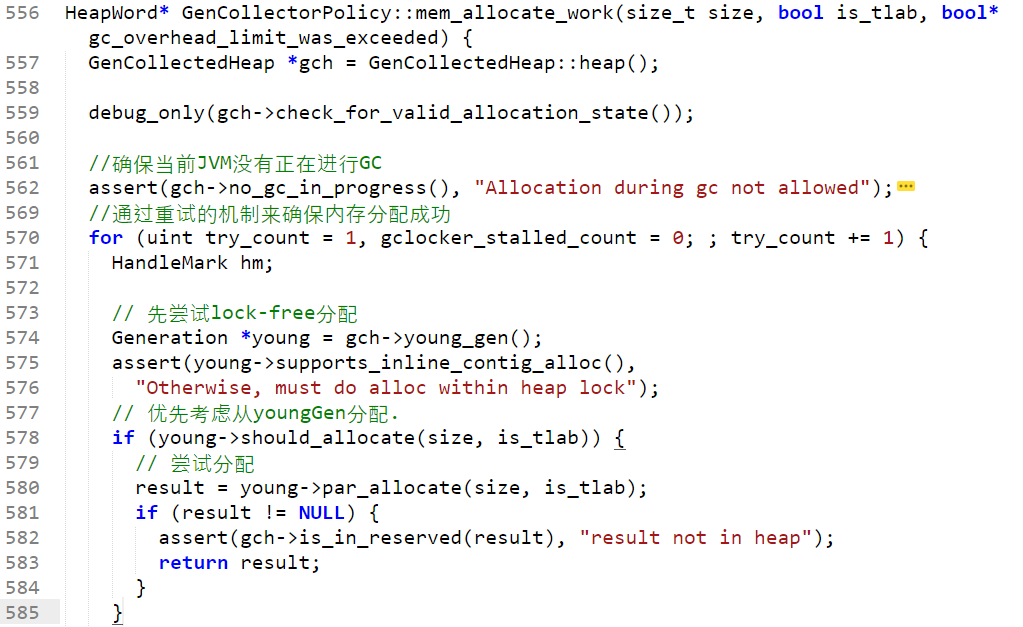 556 HeapWord* GenCollectorPolicy::mem_allocate_work(size_t size, bool is_tlab, bool*
gc_overhead_limit_was_exceeded) {
557 GenCollectedHeap *gch = GenCollectedHeap::heap();
558
559 debug_only(gch->check_for_valid_allocation_state());
560
561 //确保当前JVM没有正在进行GC
562 assert(gch->no_gc_in_progress(), "Allocation during gc not allowed");
569 //通过重试的机制来确保内存分配成功
570 for (uint try_count = 1, gclocker_stalled_count = 0; ; try_count += 1) {
571 HandleMark hm;
572
573 // 先尝试lock-free分配
574 Generation *young = gch->young_gen();
575 assert(young->supports_inline_contig_alloc(),
576 "Otherwise, must do alloc within heap lock");
577 // 优先考虑从youngGen分配.
578 if (young->should_allocate(size, is_tlab)) {
579 // 尝试分配
580 result = young->par_allocate(size, is_tlab);
581 if (result != NULL) {
582 assert(gch->is_in_reserved(result), "result not in heap");
583 return result;
584 }
585 }